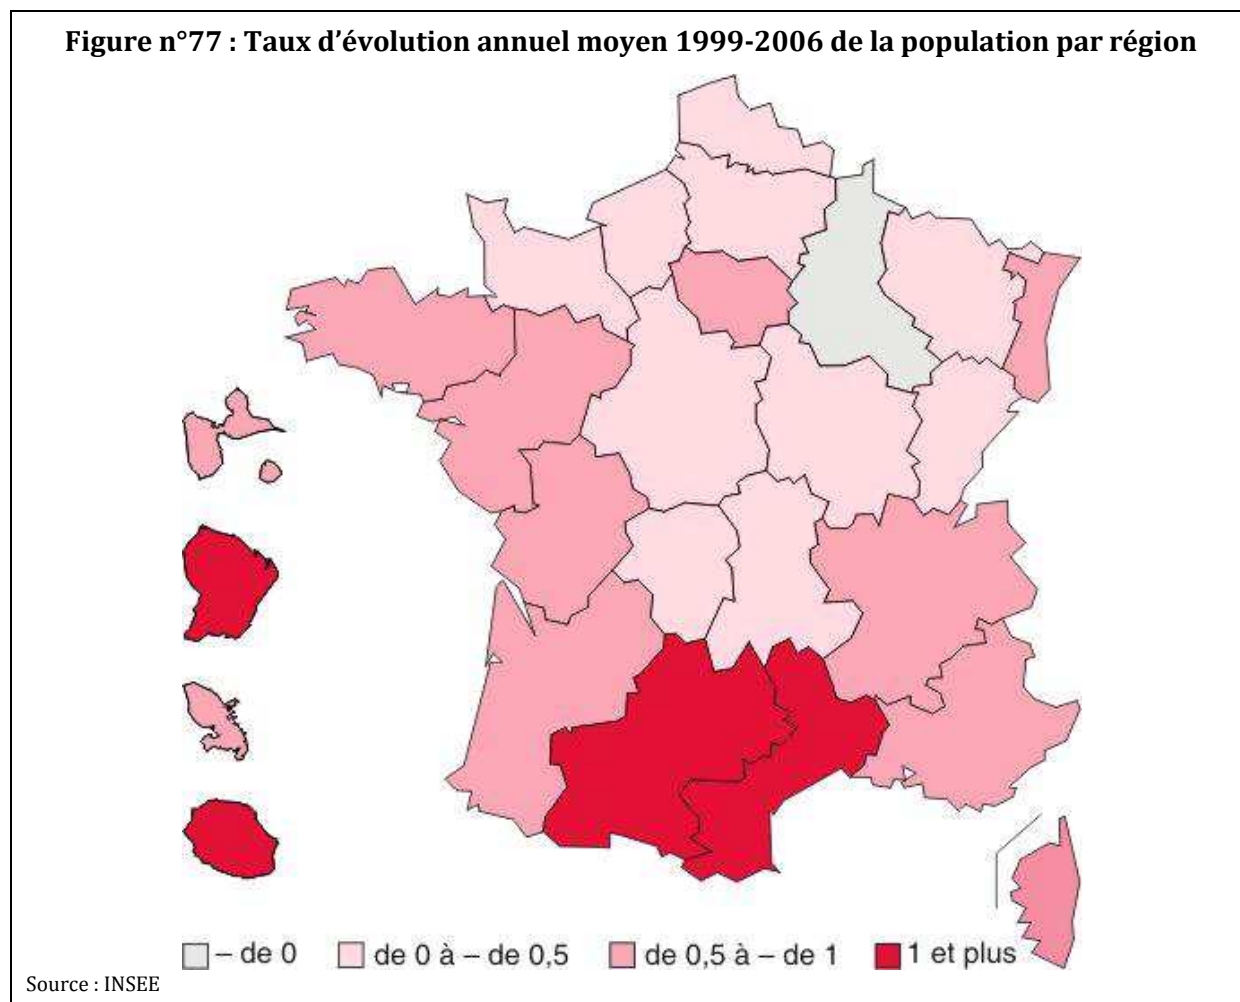 Figure n°77 : Taux d’évolution annuel moyen 1999-2006 de la population par région
– de 0 de 0 à – de 0,5 de 0,5 à – de 1 1 et plus
Source : INSEE